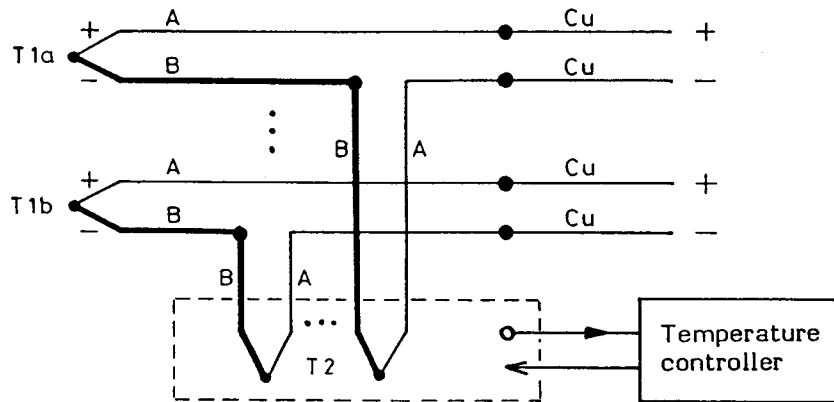 A Cu
+ +
T1a
− B Cu −
B A
A Cu
+ +
T1b
− B Cu −
B A
T2
Temperature
controller